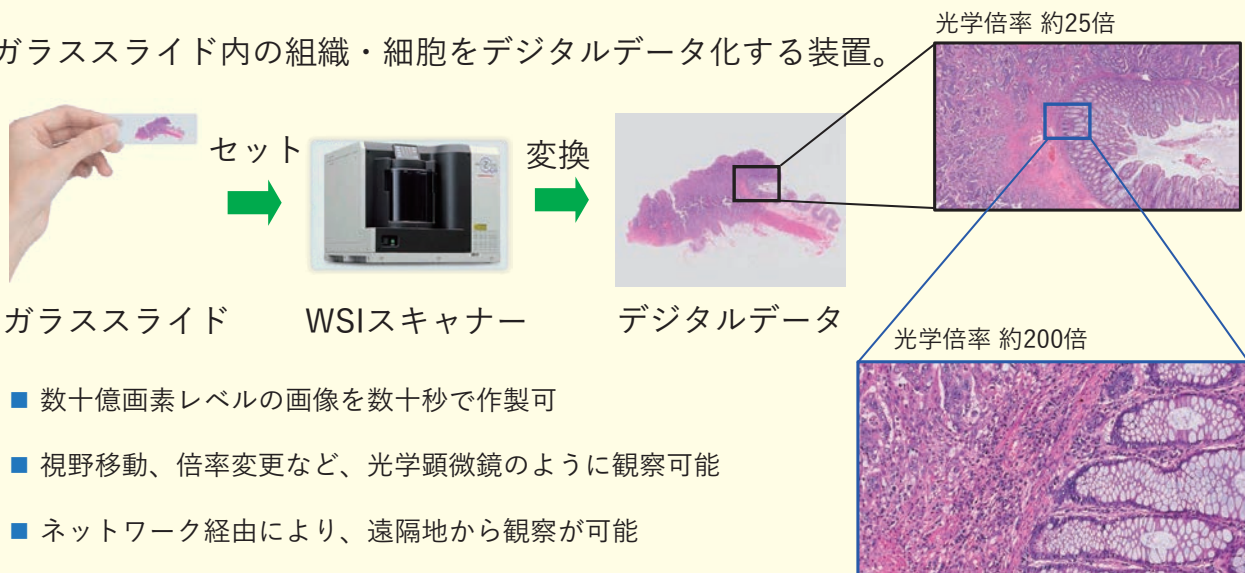 光学倍率 約25倍
ガラススライド内の組織・細胞をデジタルデータ化する装置。
セット
変換
ガラススライド
WSIスキャナー
デジタルデータ
光学倍率 約200倍
■ 数十億画素レベルの画像を数十秒で作製可
■ 視野移動、倍率変更など、光学顕微鏡のように観察可能
■ ネットワーク経由により、遠隔地から観察が可能